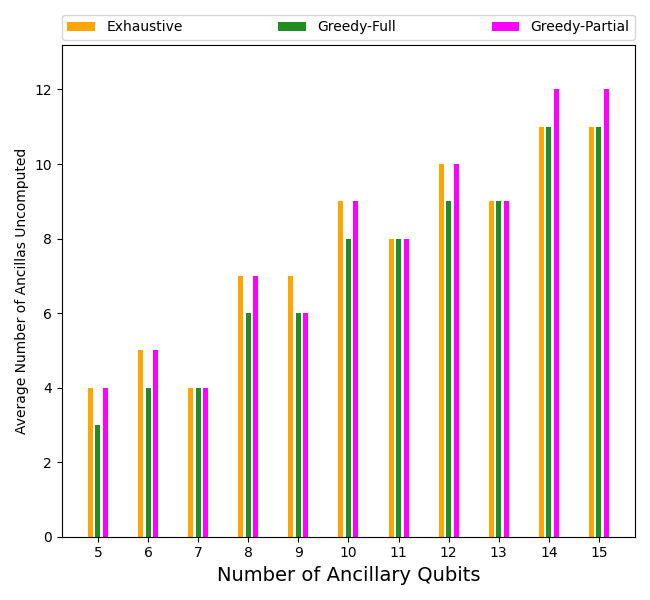 Exhaustive Greedy-Full Greedy-Partial
Average Number of Ancillas Uncomputed
12
10
8
6
4
2
0
5 6 7 8 9 10 11 12 13 14 15
Number of Ancillary Qubits